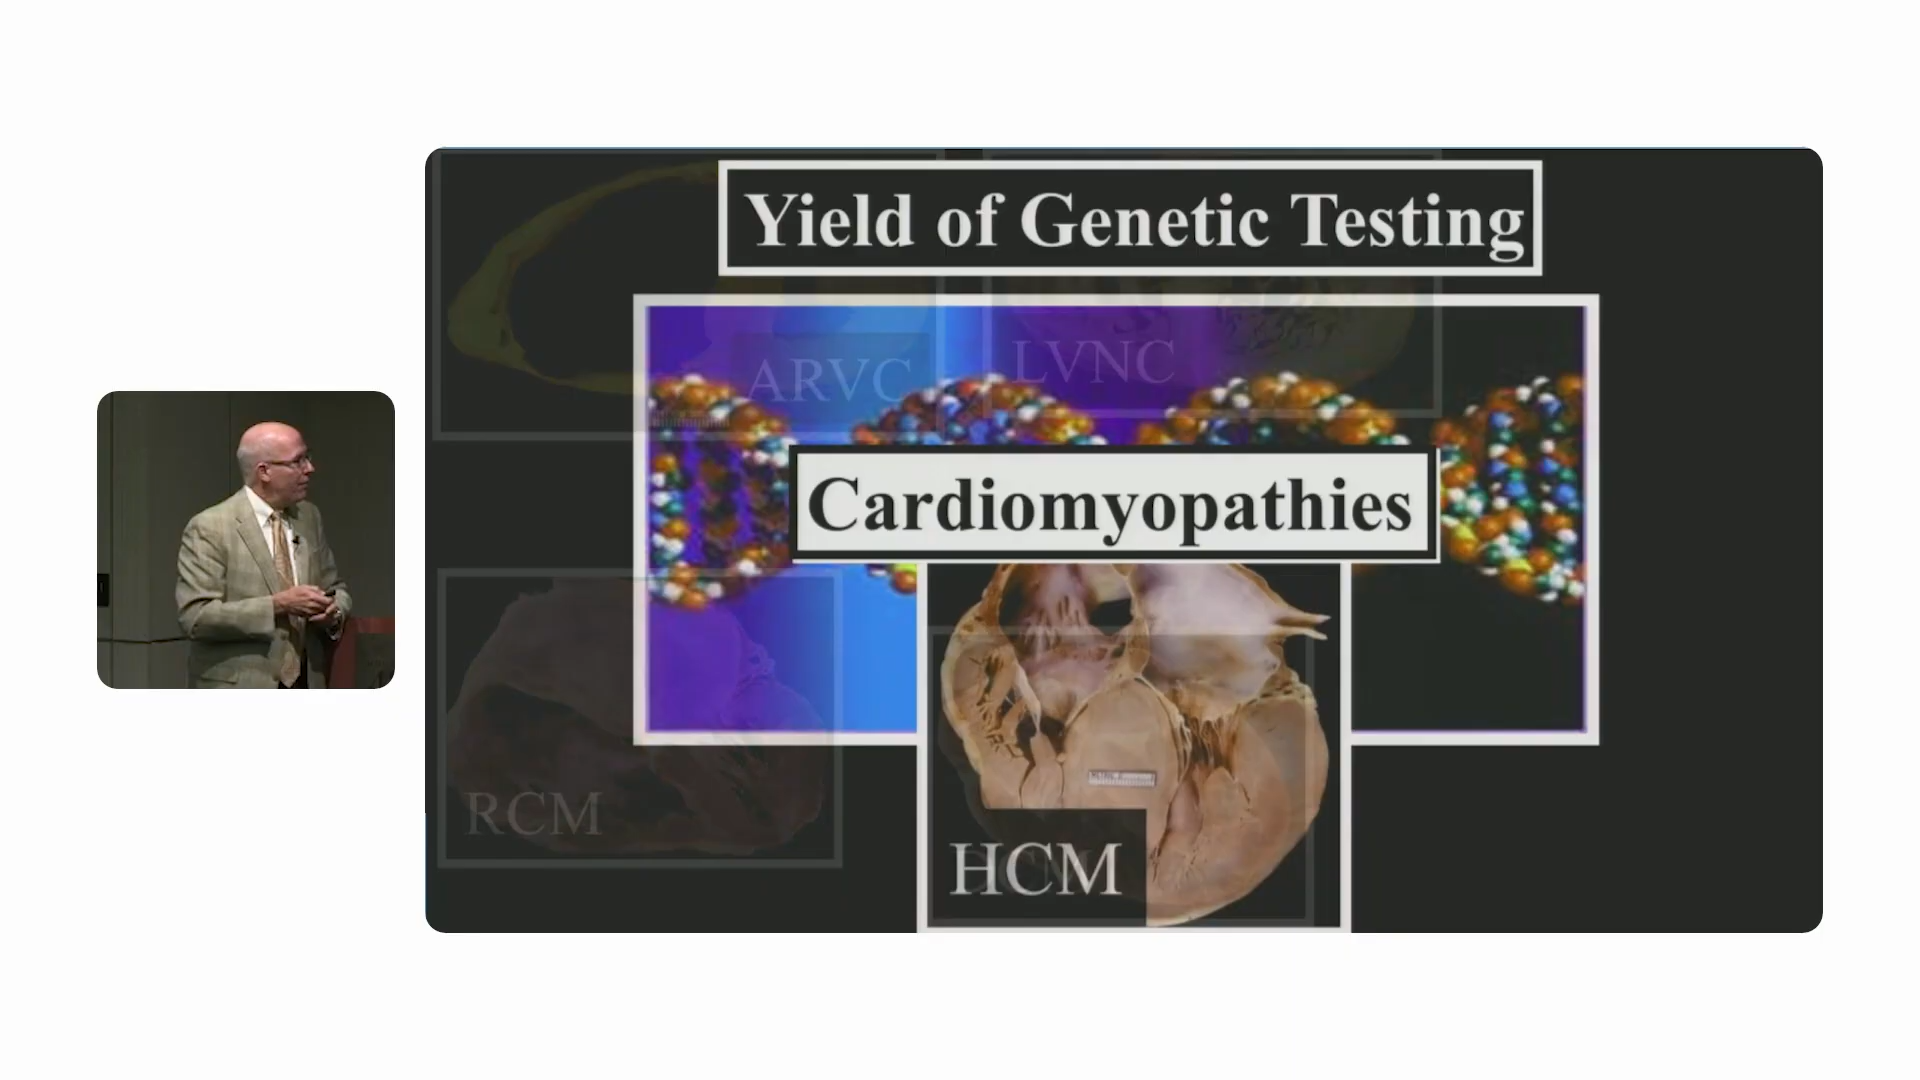 Yield of Genetic Testing
ARVC
LVNC
Cardiomyopathies
RCM
HCM